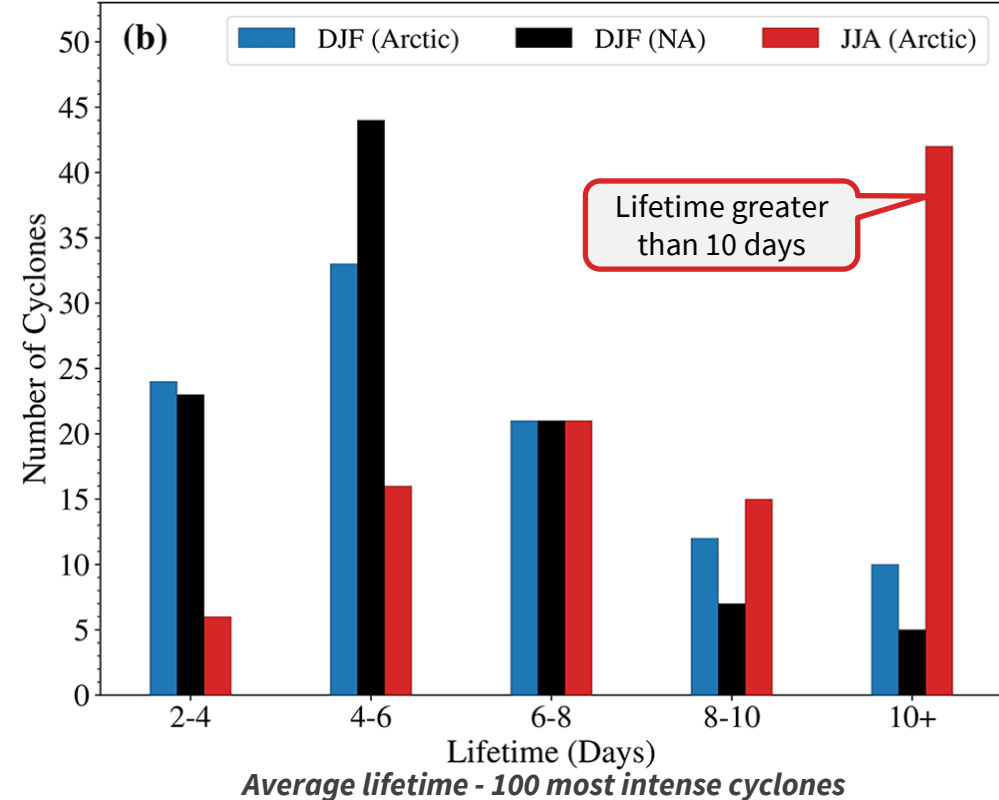 (b)
DJF (Arctic)
DJF (NA)
JJA (Arctic)
50
45
40
35
30
25
20
15
10
5
0
Number of Cyclones
Lifetime greater
than 10 days
2-4
4-6
6-8
8-10
10+
Lifetime (Days)
Average lifetime - 100 most intense cyclones